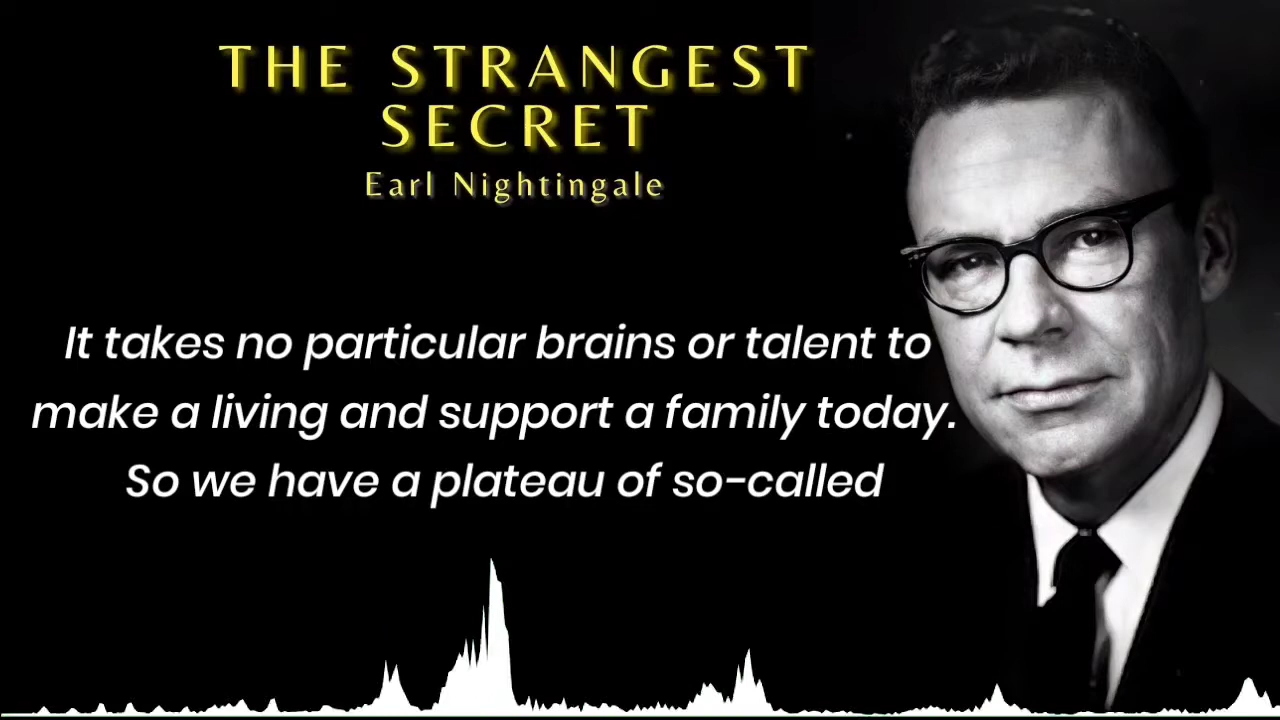 THE STRANGEST
SECRET
Earl Nightingale
It takes no particular brains or talent to
make a living and support a family today.
So we have a plateau of so-called